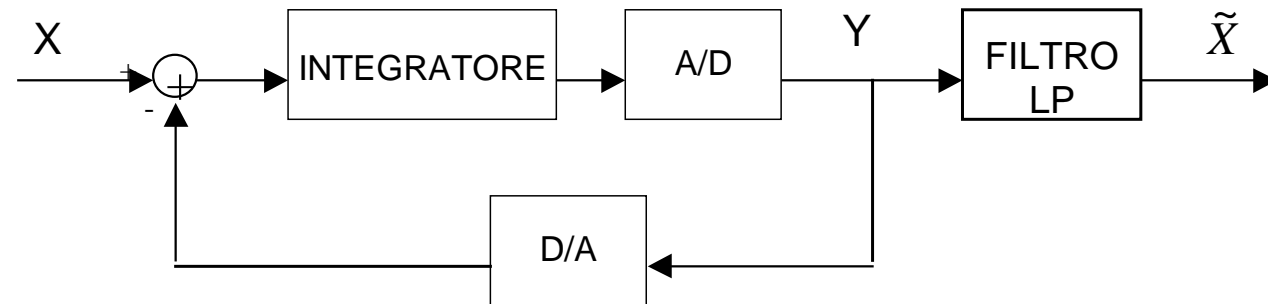 X
+
-
+
INTEGRATORE
A/D
Y
FILTRO
LP
X̃
D/A